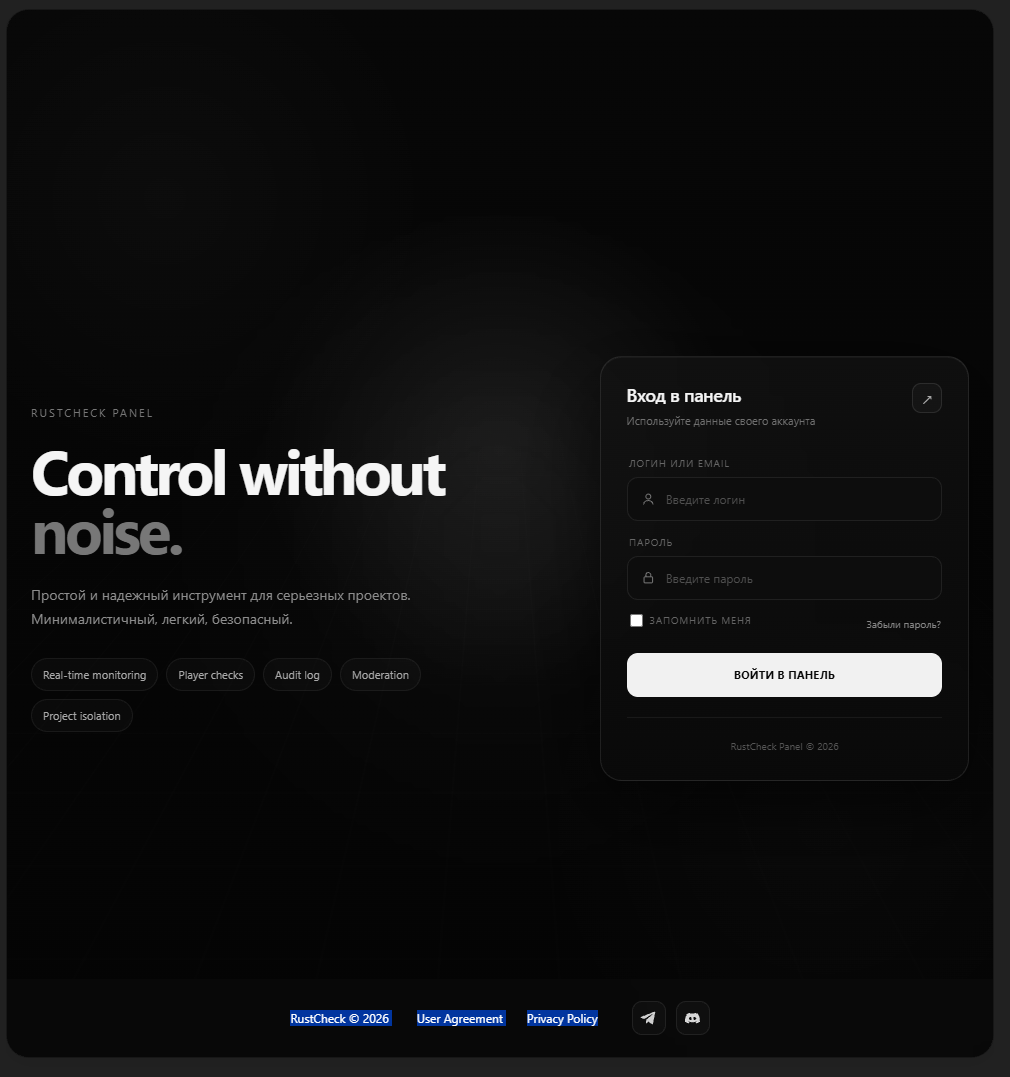 RUSTCHECK PANEL
Control without
noise.
Простой и надежный инструмент для серьезных проектов.
Минималистичный, легкий, безопасный.
Real-time monitoring
Player checks
Audit log
Moderation
Project isolation
Вход в панель
↗
Используйте данные своего аккаунта
ЛОГИН ИЛИ EMAIL
Введите логин
ПАРОЛЬ
Введите пароль
ЗАПОМНИТЬ МЕНЯ
Забыли пароль?
ВОЙТИ В ПАНЕЛЬ
RustCheck Panel © 2026
RustCheck © 2026
User Agreement
Privacy Policy